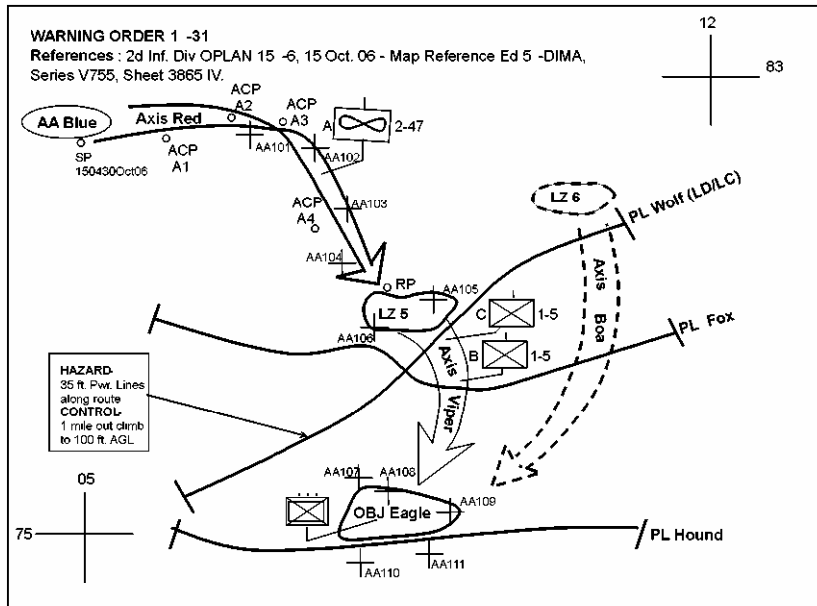 WARNING ORDER 1 -31
References : 2d Inf. Div OPLAN 15 -6, 15 Oct. 06 - Map Reference Ed 5 -DIMA,
Series V755, Sheet 3865 IV.
12
83
AA Blue
Axis Red
ACP
A2
ACP
A3
A
2-47
SP
150430Oct06
ACP
A1
AA101
AA102
ACP
A4
AA103
AA104
LZ 6
PL Wolf (LD/LC)
RP
AA105
LZ 5
AA106
C
1-5
B
1-5
Axis Boa
PL Fox
Axis Viper
HAZARD-
35 ft. Pwr. Lines
along route
CONTROL-
1 mile out climb
to 100 ft. AGL
05
75
AA107
AA108
OBJ Eagle
AA109
PL Hound
AA110
AA111